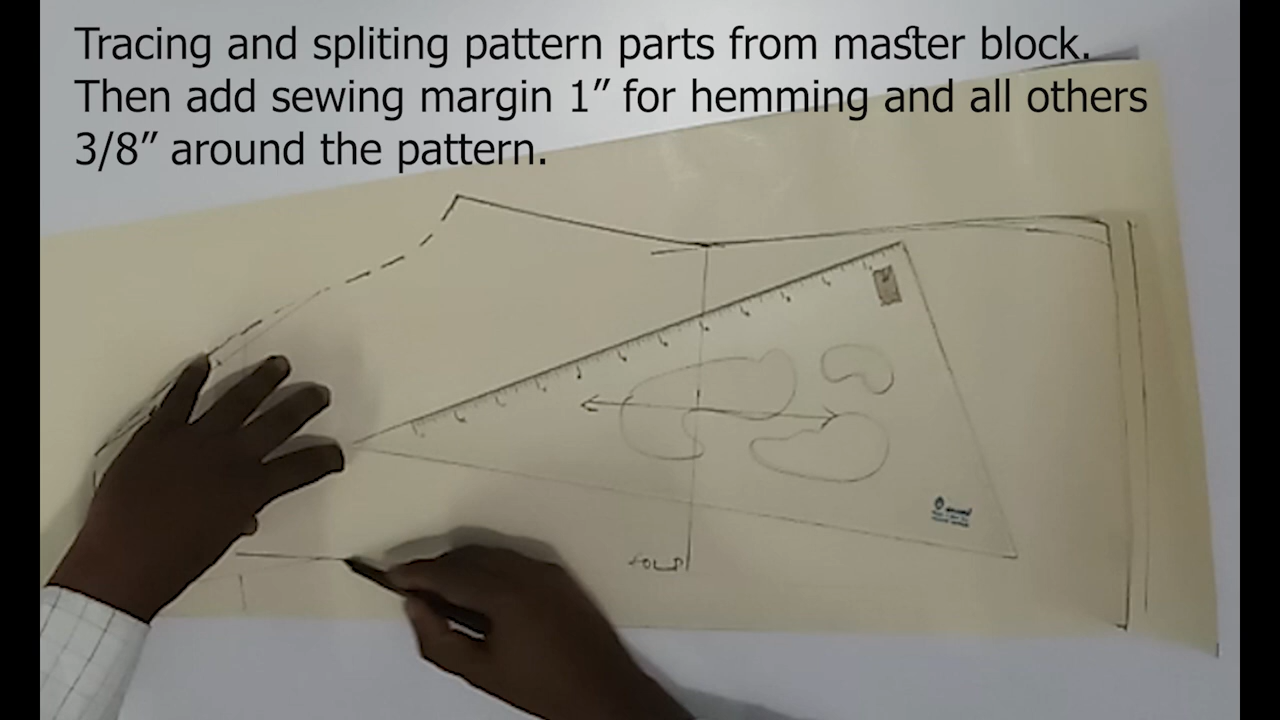 Tracing and spliting pattern parts from master block.
Then add sewing margin 1” for hemming and all others
3/8” around the pattern.
FOLD